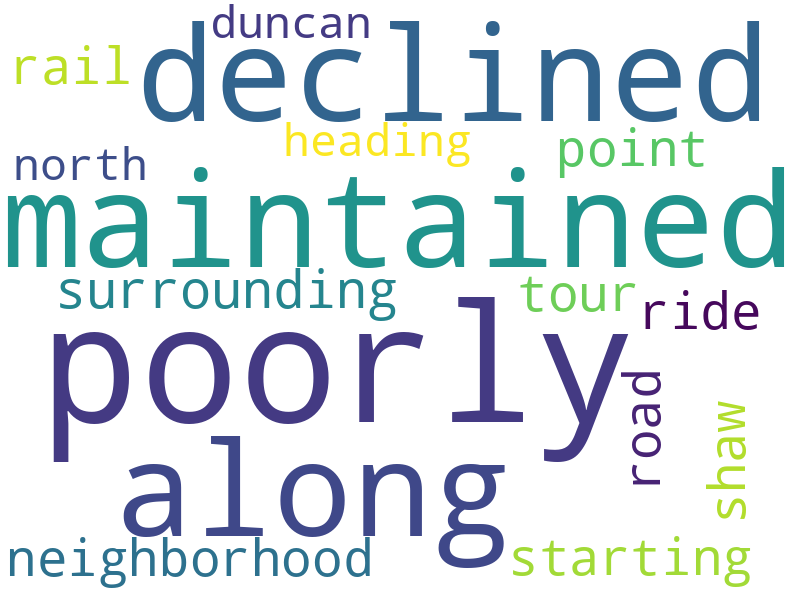 duncan
declined
rail
heading
point
north
maintained
surrounding
tour
ride
poorly
road
shaw
along
neighborhood
starting